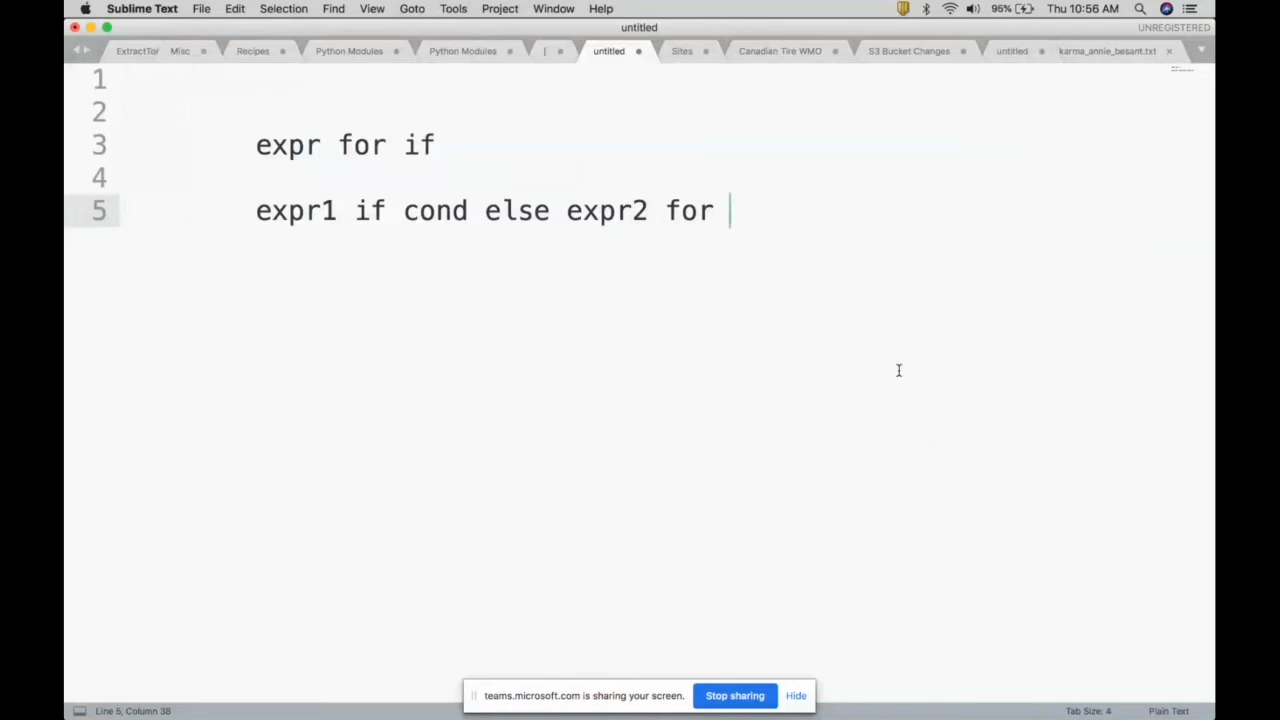 Sublime Text File Edit Selection Find View Goto Tools Project Window Help 96% Thu 10:56 AM
untitled UNREGISTERED
ExtractTor Misc Recipes Python Modules Python Modules [ untitled Sites Canadian Tire WMO S3 Bucket Changes untitled karma_annie_besant.txt
1
2
3 expr for if
4
5 expr1 if cond else expr2 for
teams.microsoft.com is sharing your screen. Stop sharing Hide
Line 5, Column 38 Tab Size: 4 Plain Text